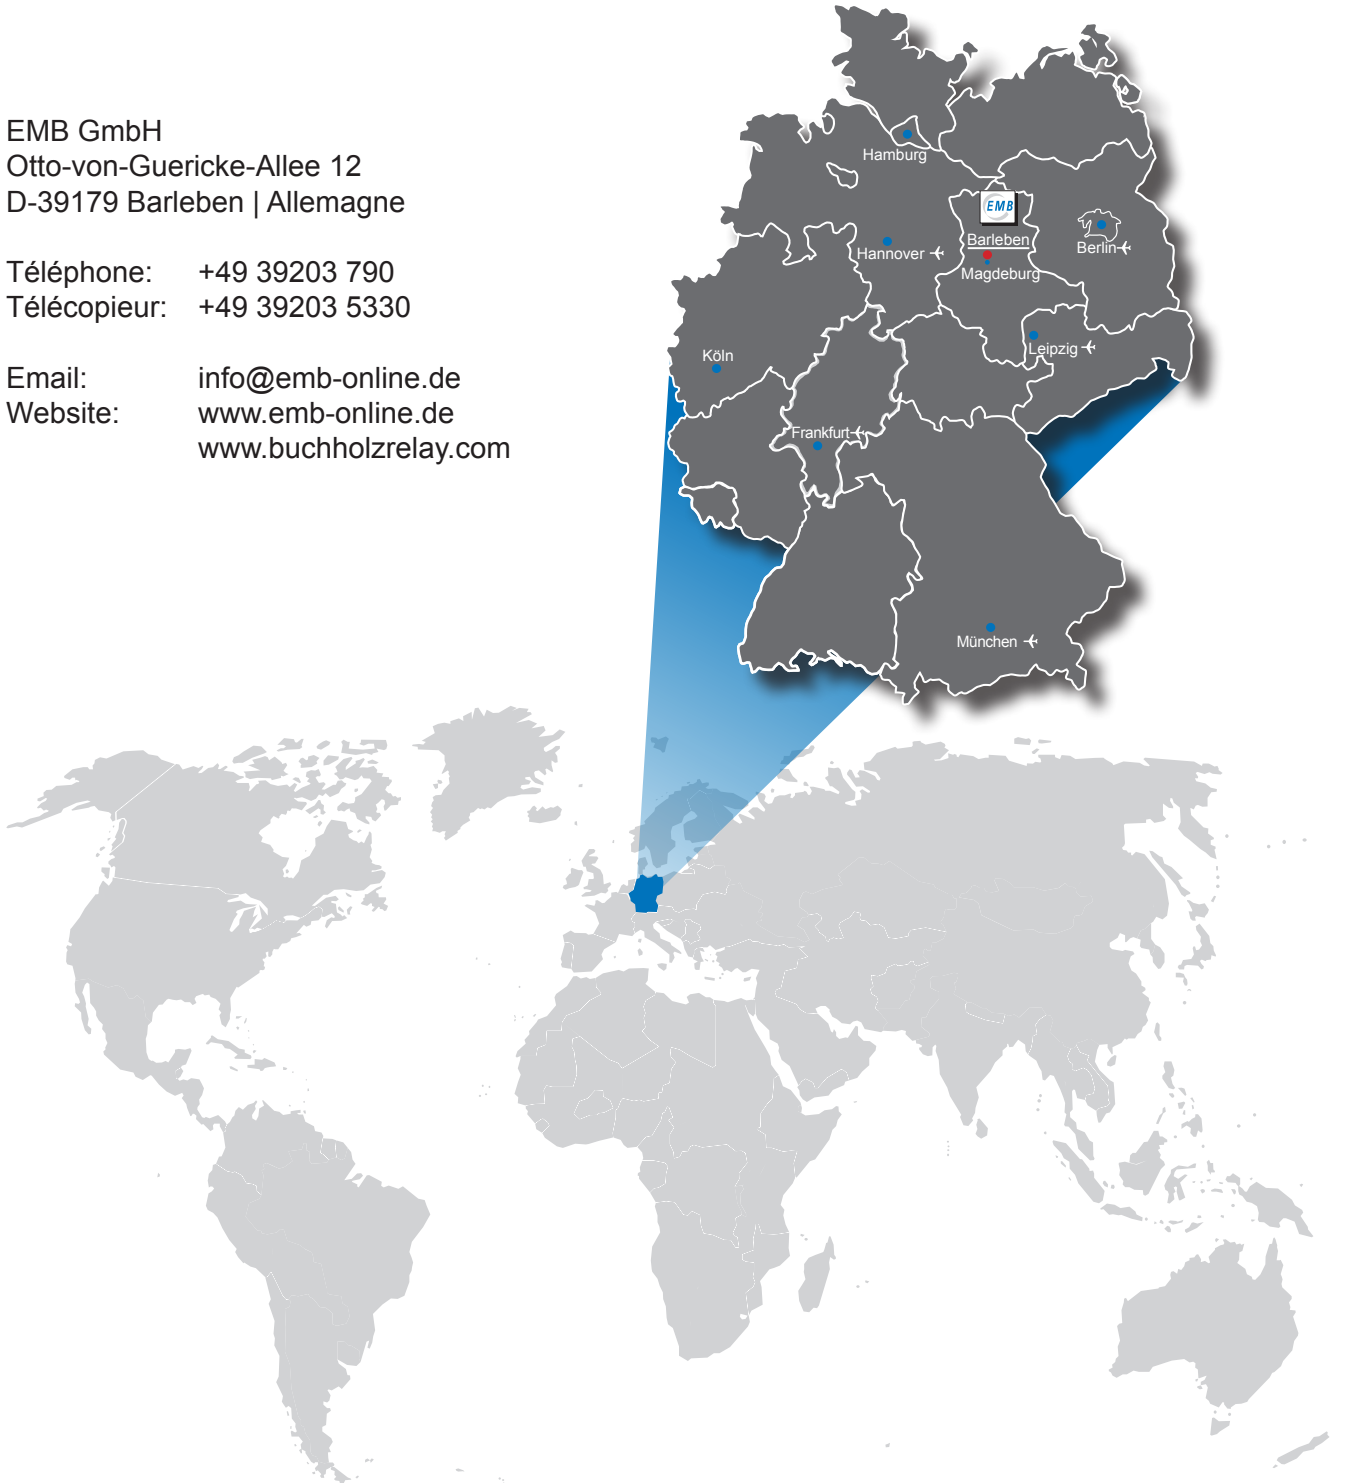 EMB GmbH
Otto-von-Guericke-Allee 12
D-39179 Barleben | Allemagne
Téléphone: +49 39203 790
Télécopieur: +49 39203 5330
Email: info@emb-online.de
Website: www.emb-online.de
www.buchholzrelay.com
Hamburg
EMB
Barleben
Hannover
Berlin
Magdeburg
Leipzig
Köln
Frankfurt
München